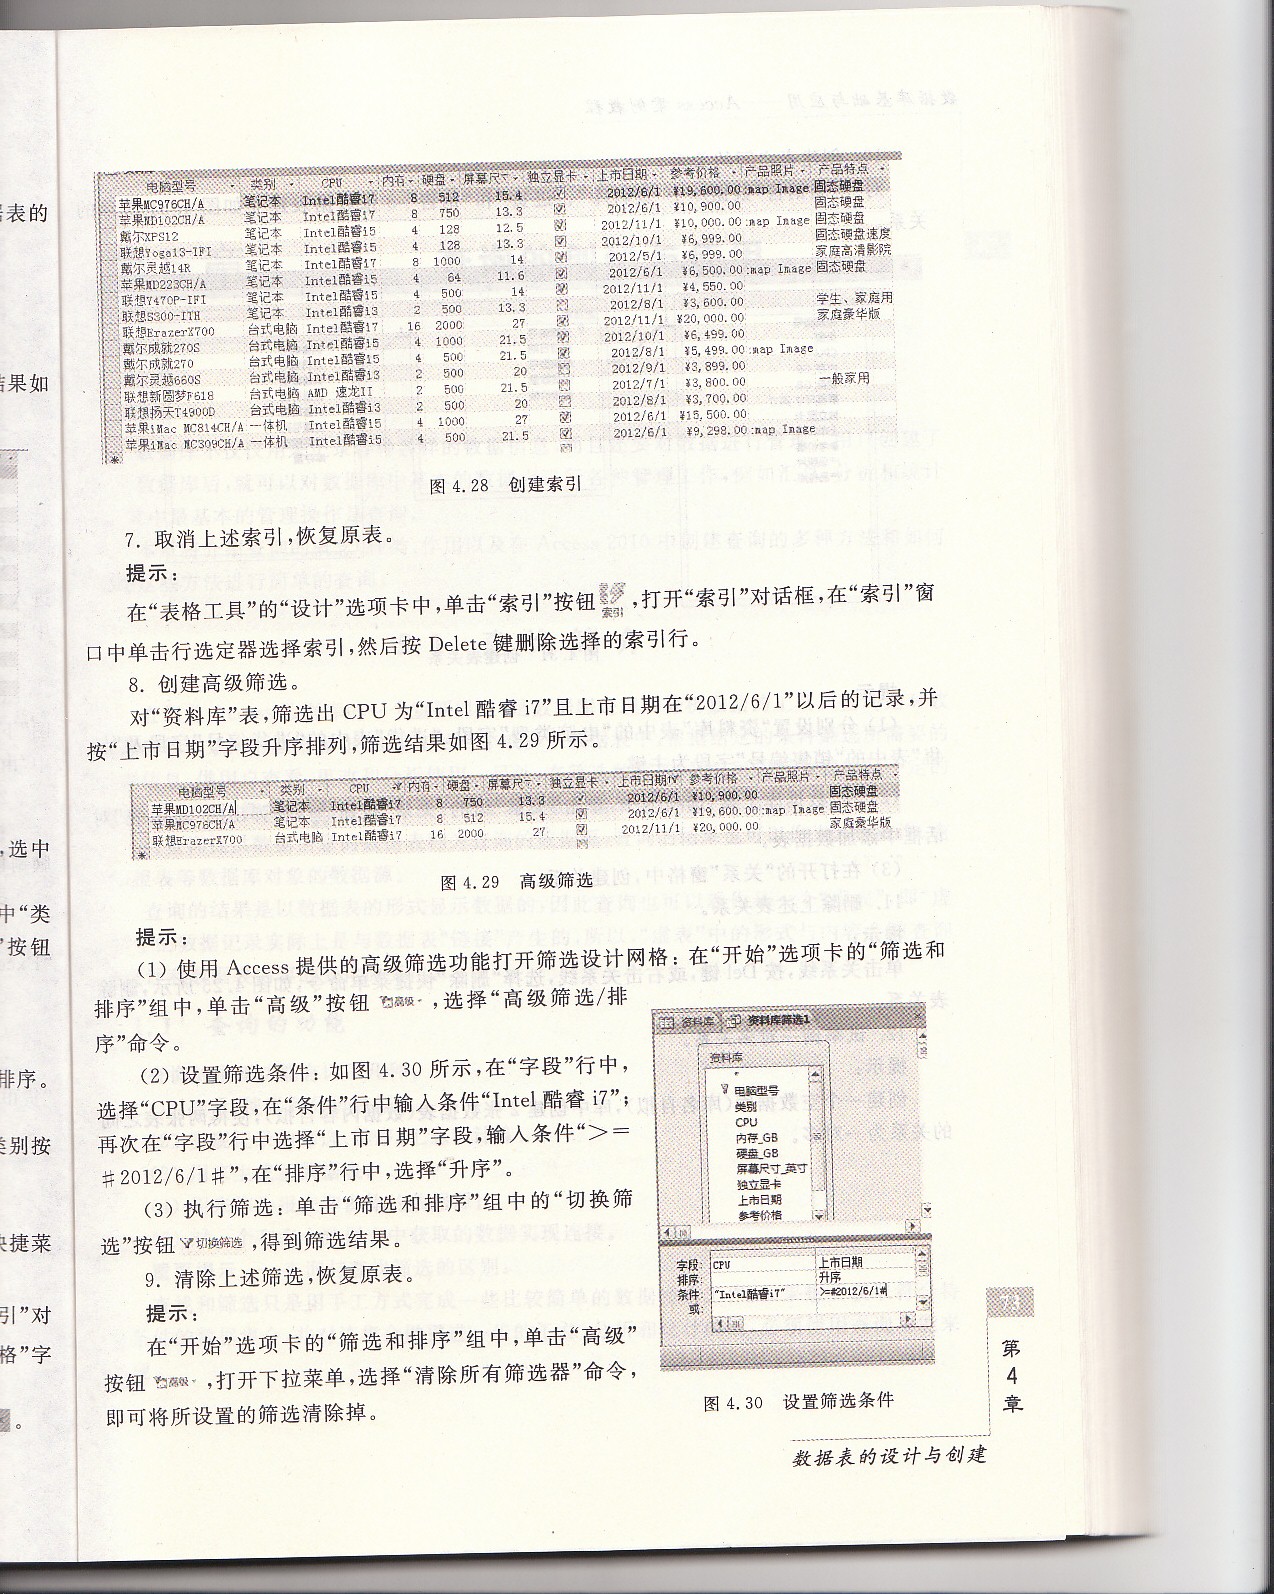 电脑型号 类别 CPU 内存 硬盘 屏幕尺寸 独立显卡 上市日期 参考价格 产品照片 产品特点
苹果MC976CH/A 笔记本 Intel酷睿i7 8 512 15.4 2012/6/1 ¥19,600.00 :map Image 固态硬盘
苹果MD102CH/A 笔记本 Intel酷睿i7 8 750 13.3 2012/6/1 ¥10,900.00 固态硬盘
戴尔XPS12 笔记本 Intel酷睿i5 4 128 12.5 2012/11/1 ¥10,000.00 :map Image 固态硬盘
联想Yoga13-IFI 笔记本 Intel酷睿i5 4 128 13.3 2012/10/1 ¥6,999.00 固态硬盘速度
戴尔灵越14R 笔记本 Intel酷睿i7 8 1000 14 2012/5/1 ¥6,999.00 家庭高清影院
苹果MD223CH/A 笔记本 Intel酷睿i5 4 64 11.6 2012/6/1 ¥6,500.00 :map Image 固态硬盘
联想Y470P-IFI 笔记本 Intel酷睿i5 4 500 14 2012/11/1 ¥4,550.00
联想S300-ITH 笔记本 Intel酷睿i3 2 500 13.3 2012/8/1 ¥3,600.00 学生、家庭用
联想ErazerX700 台式电脑 Intel酷睿i7 16 2000 27 2012/11/1 ¥20,000.00 家庭豪华版
戴尔成就270S 台式电脑 Intel酷睿i5 4 1000 21.5 2012/10/1 ¥6,499.00
戴尔成就270 台式电脑 Intel酷睿i5 4 500 21.5 2012/8/1 ¥5,499.00 :map Image
戴尔灵越660S 台式电脑 Intel酷睿i3 2 500 20 2012/9/1 ¥3,899.00
联想新圆梦F618 台式电脑 AMD 速龙II 2 500 21.5 2012/7/1 ¥3,800.00 一般家用
联想扬天T4900D 台式电脑 Intel酷睿i3 2 500 20 2012/8/1 ¥3,700.00
苹果iMac MC814CH/A 一体机 Intel酷睿i5 4 1000 27 2012/6/1 ¥15,500.00
苹果iMac MC309CH/A 一体机 Intel酷睿i5 4 500 21.5 2012/6/1 ¥9,298.00 :map Image
图 4.28 创建索引
7. 取消上述索引,恢复原表。
提示:
在“表格工具”的“设计”选项卡中,单击“索引”按钮 索引 ,打开“索引”对话框,在“索引”窗
口中单击行选定器选择索引,然后按 Delete 键删除选择的索引行。
8. 创建高级筛选。
对“资料库”表,筛选出 CPU 为“Intel 酷睿 i7”且上市日期在“2012/6/1”以后的记录,并
按“上市日期”字段升序排列,筛选结果如图 4.29 所示。
电脑型号 类别 CPU 内存 硬盘 屏幕尺寸 独立显卡 上市日期 参考价格 产品照片 产品特点
苹果MD102CH/A 笔记本 Intel酷睿i7 8 750 13.3 2012/6/1 ¥10,900.00 固态硬盘
苹果MC976CH/A 笔记本 Intel酷睿i7 8 512 15.4 2012/6/1 ¥19,600.00 :map Image 固态硬盘
联想ErazerX700 台式电脑 Intel酷睿i7 16 2000 27 2012/11/1 ¥20,000.00 家庭豪华版
图 4.29 高级筛选
提示:
(1) 使用 Access 提供的高级筛选功能打开筛选设计网格: 在“开始”选项卡的“筛选和
排序”组中,单击“高级”按钮 高级 ,选择“高级筛选/排
序”命令。
(2) 设置筛选条件: 如图 4.30 所示,在“字段”行中,
选择“CPU”字段,在“条件”行中输入条件“Intel 酷睿 i7”;
再次在“字段”行中选择“上市日期”字段,输入条件“>=
#2012/6/1#”,在“排序”行中,选择“升序”。
(3) 执行筛选: 单击“筛选和排序”组中的“切换筛
选”按钮 切换筛选 ,得到筛选结果。
9. 清除上述筛选,恢复原表。
提示:
在“开始”选项卡的“筛选和排序”组中,单击“高级”
按钮 高级 ,打开下拉菜单,选择“清除所有筛选器”命令,
即可将所设置的筛选清除掉。
资料库 资料库筛选1
资料库
*
电脑型号
类别
CPU
内存_GB
硬盘_GB
屏幕尺寸_英寸
独立显卡
上市日期
参考价格
字段: CPU 上市日期
排序: 升序
条件: "Intel酷睿i7" >=#2012/6/1#
或:
图 4.30 设置筛选条件
71
第
4
章
数据表的设计与创建
居表的
结果如
,选中
中“类
”按钮
排序。
类别按
快捷菜
引”对
格”字
。